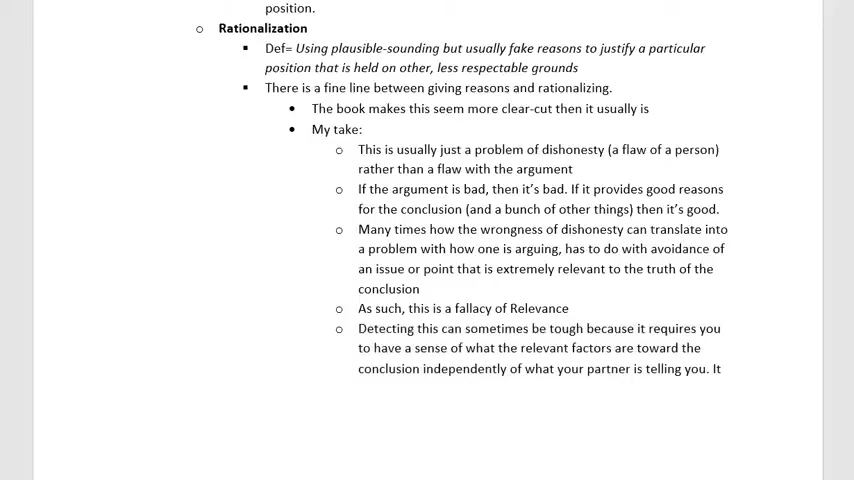 position.
o Rationalization
▪ Def= Using plausible-sounding but usually fake reasons to justify a particular
position that is held on other, less respectable grounds
▪ There is a fine line between giving reasons and rationalizing.
• The book makes this seem more clear-cut then it usually is
• My take:
o This is usually just a problem of dishonesty (a flaw of a person)
rather than a flaw with the argument
o If the argument is bad, then it’s bad. If it provides good reasons
for the conclusion (and a bunch of other things) then it’s good.
o Many times how the wrongness of dishonesty can translate into
a problem with how one is arguing, has to do with avoidance of
an issue or point that is extremely relevant to the truth of the
conclusion
o As such, this is a fallacy of Relevance
o Detecting this can sometimes be tough because it requires you
to have a sense of what the relevant factors are toward the
conclusion independently of what your partner is telling you. It